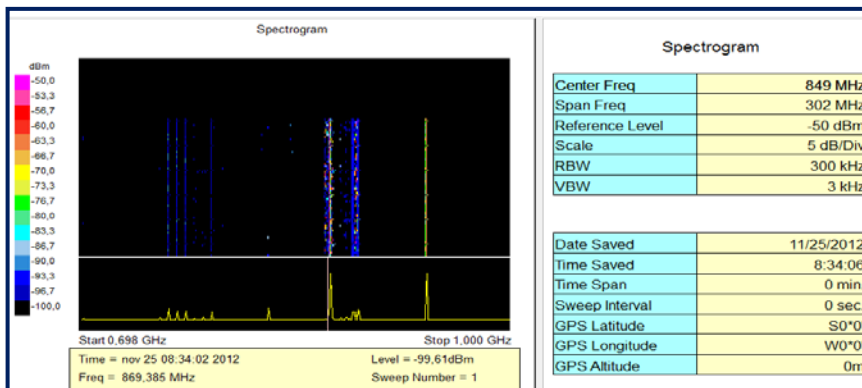 Spectrogram
dBm
-50,0
-53,3
-56,7
-60,0
-63,3
-66,7
-70,0
-73,3
-76,7
-80,0
-83,3
-86,7
-90,0
-93,3
-96,7
-100,0
Start 0,698 GHz Stop 1,000 GHz
Time = nov 25 08:34:02 2012 Level = -99,61dBm
Freq = 869,385 MHz Sweep Number = 1
Spectrogram
Center Freq 849 MHz
Span Freq 302 MHz
Reference Level -50 dBm
Scale 5 dB/Div
RBW 300 kHz
VBW 3 kHz
Date Saved 11/25/2012
Time Saved 8:34:06
Time Span 0 min
Sweep Interval 0 sec
GPS Latitude S0*0
GPS Longitude W0*0
GPS Altitude 0m